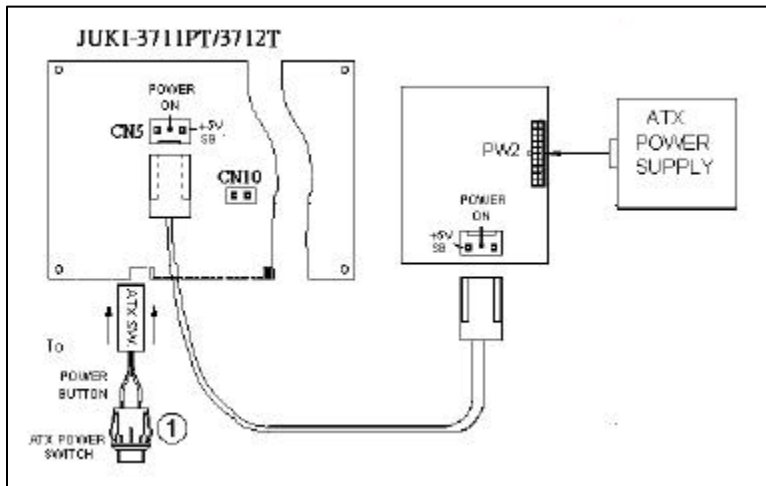 JUKI-3711PT/3712T
POWER
ON
CN5
+5V
SB
CN10
ATX SW.
To
POWER
BUTTON
1
ATX POWER
SWITCH
PW2
POWER
ON
+5V
SB
ATX
POWER
SUPPLY